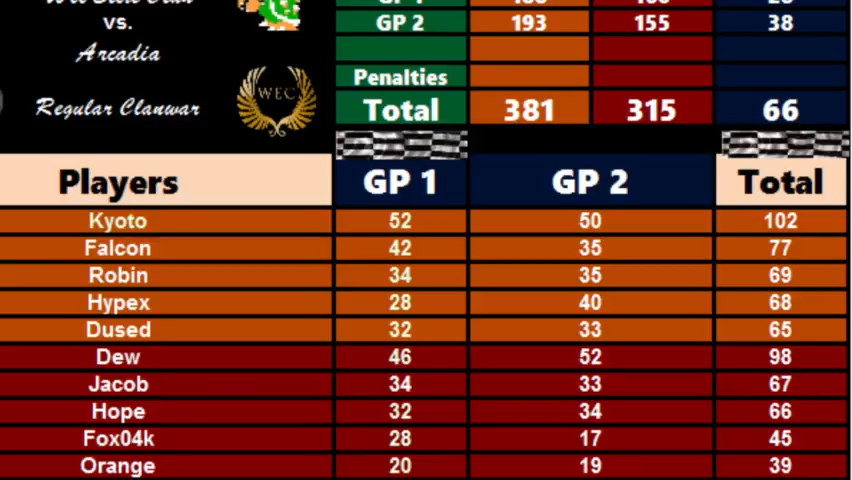 GP 2 193 155 38
vs.
Arcadia
Penalties
WEC
Regular Clanwar
Total 381 315 66
Players GP 1 GP 2 Total
Kyoto 52 50 102
Falcon 42 35 77
Robin 34 35 69
Hypex 28 40 68
Dused 32 33 65
Dew 46 52 98
Jacob 34 33 67
Hope 32 34 66
Fox04k 28 17 45
Orange 20 19 39